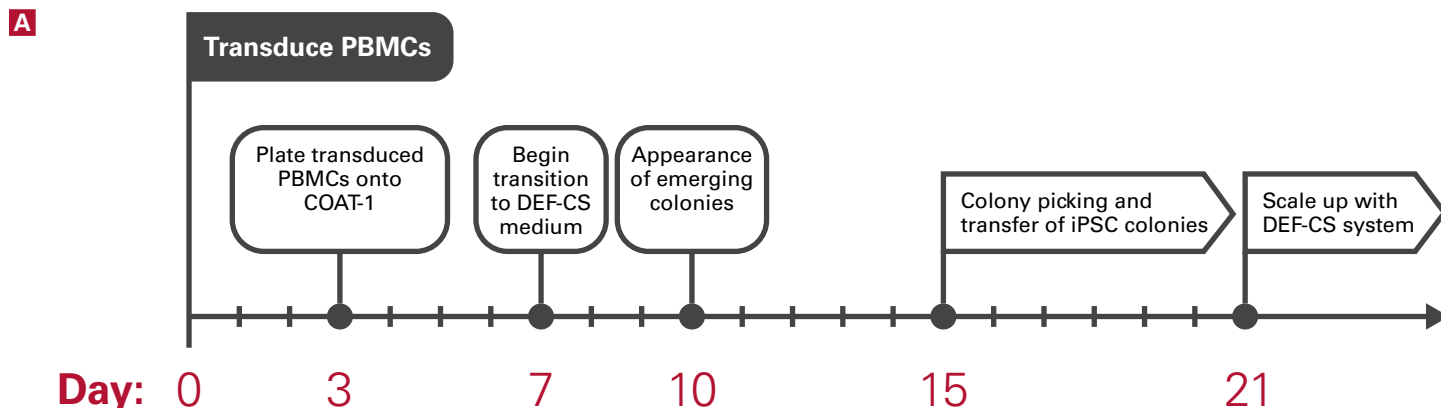 A
Transduce PBMCs
Plate transduced
PBMCs onto
COAT-1
Begin
transition
to DEF-CS
medium
Appearance
of emerging
colonies
Colony picking and
transfer of iPSC colonies
Scale up with
DEF-CS system
Day: 0 3 7 10 15 21